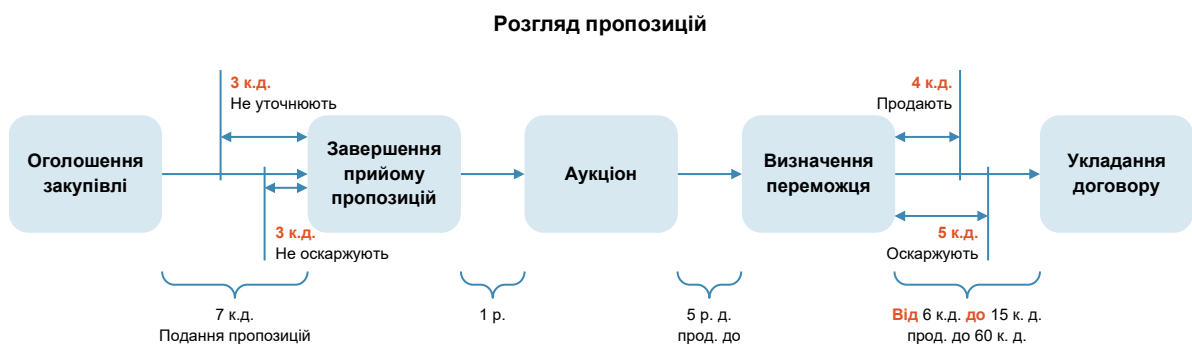 Розгляд пропозицій
3 к.д.
Не уточнюють
4 к.д.
Продають
Оголошення
закупівлі
Завершення
прийому
пропозицій
Аукціон
Визначення
переможця
Укладання
договору
3 к.д.
Не оскаржують
5 к.д.
Оскаржують
7 к.д.
Подання пропозицій
1 р.
5 р. д.
прод. до
Від 6 к.д. до 15 к. д.
прод. до 60 к. д.